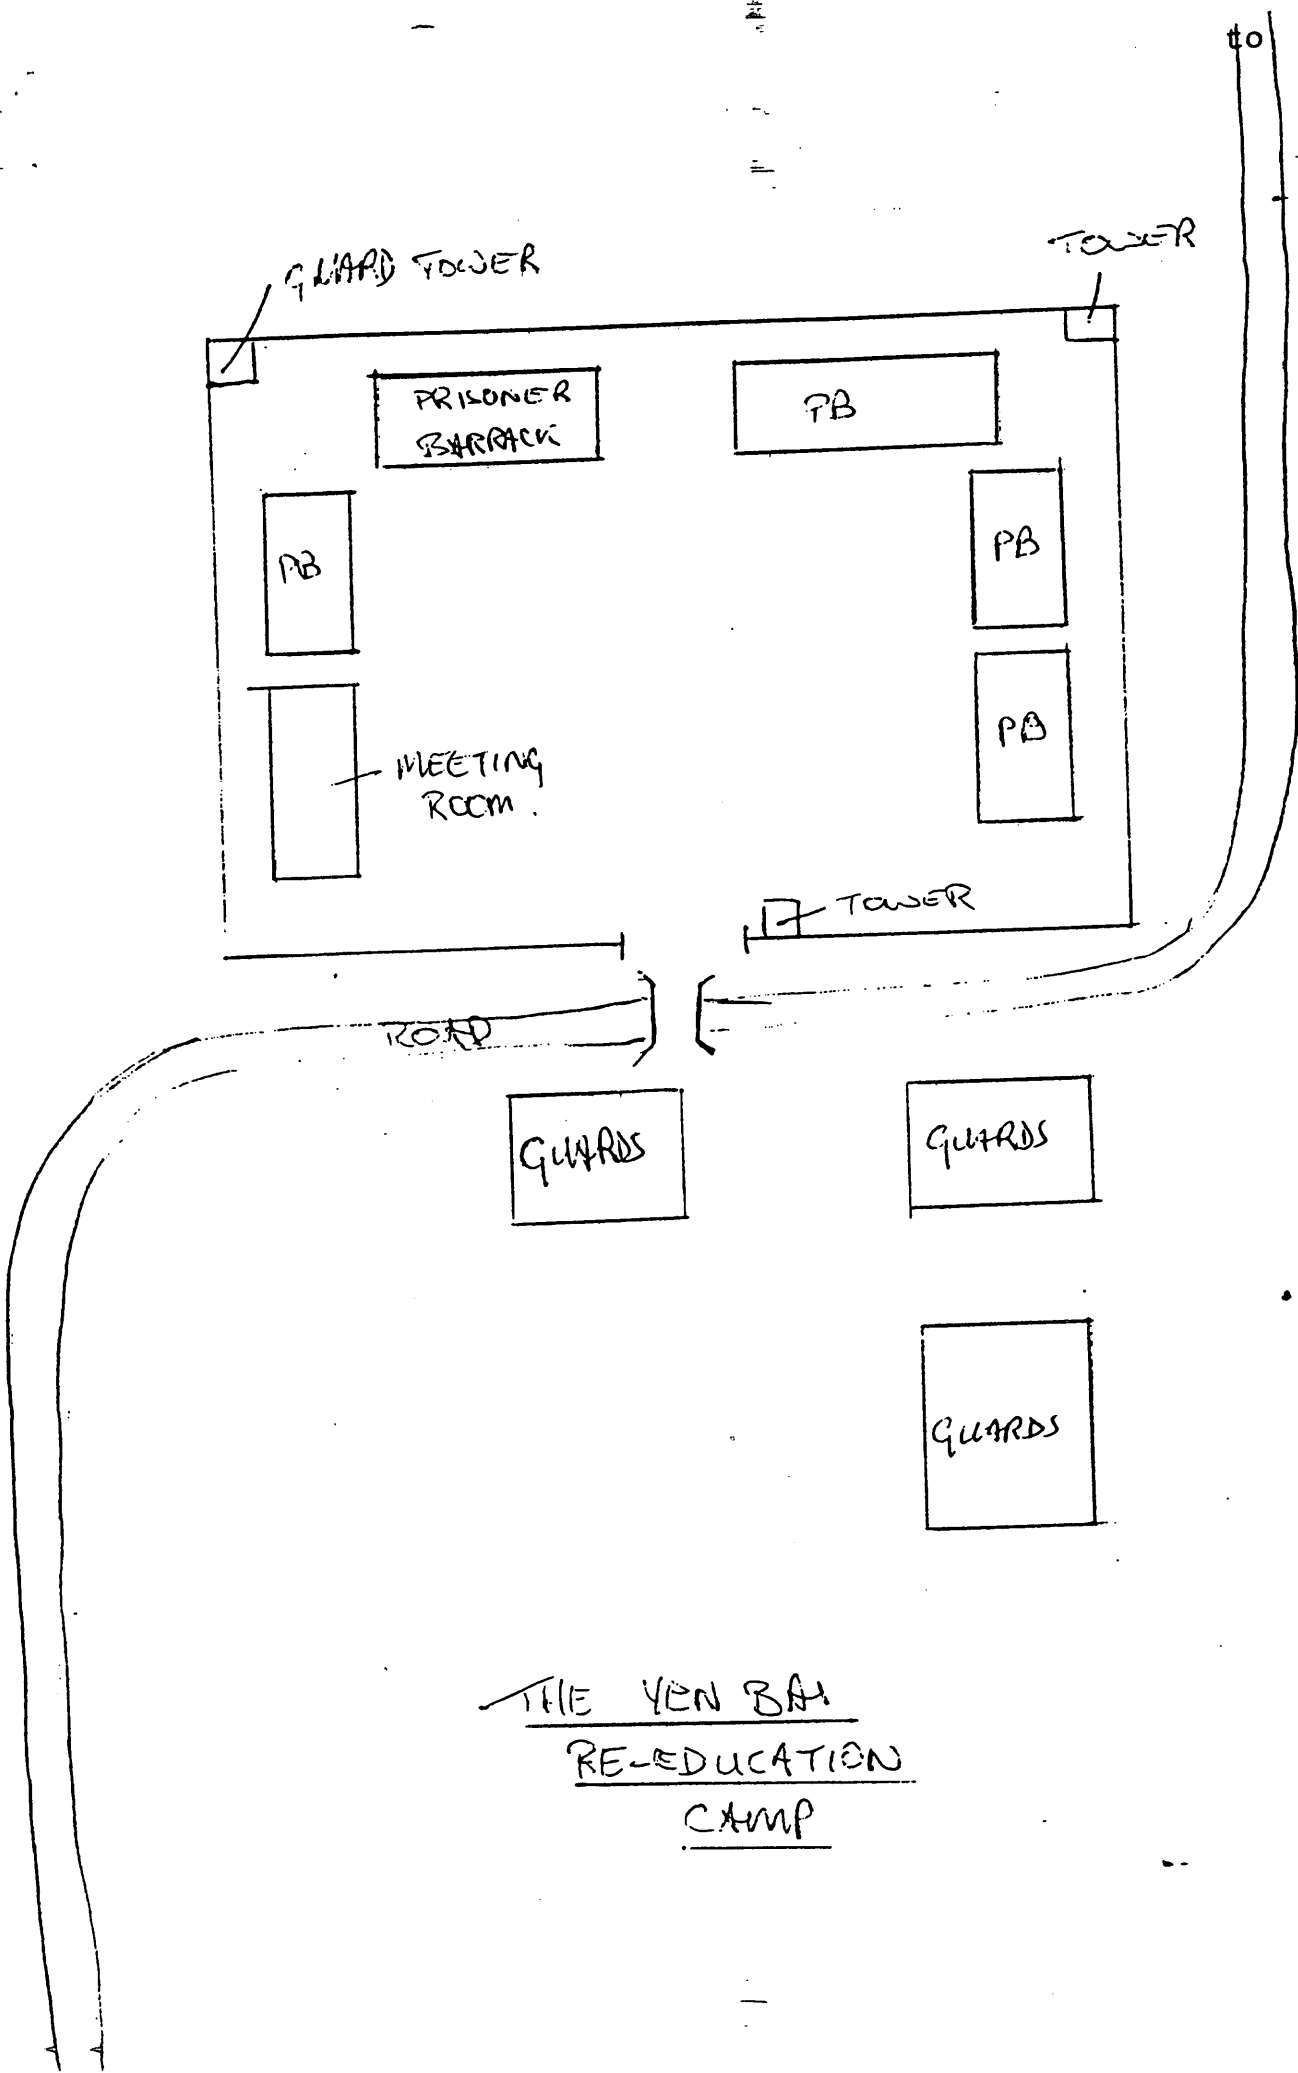 to
TOWER
GUARD TOWER
PRISONER
BARRACK
PB
PB
PB
PB
MEETING
ROOM.
TOWER
ROAD
GUARDS
GUARDS
GUARDS
THE YEN BAI
RE-EDUCATION
CAMP